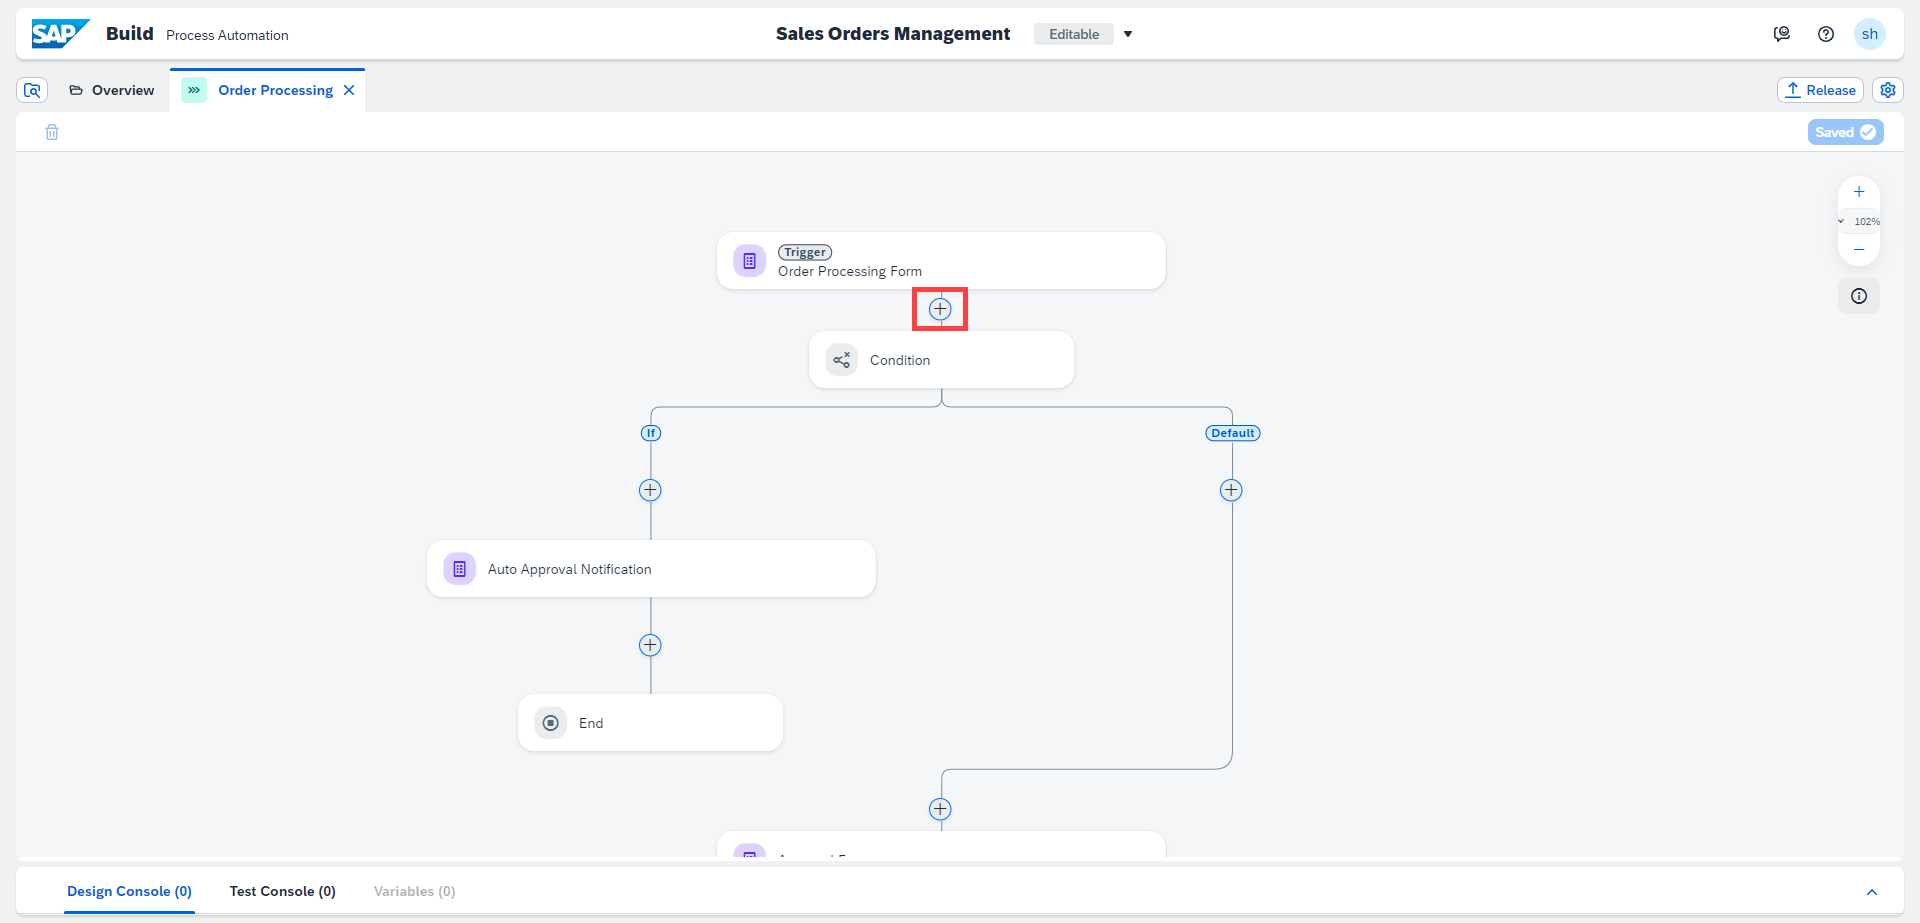 SAP Build Process Automation
Sales Orders Management
Editable
sh
Overview
Order Processing
Release
Saved
102%
Trigger
Order Processing Form
Condition
If
Default
Auto Approval Notification
End
Design Console (0)
Test Console (0)
Variables (0)